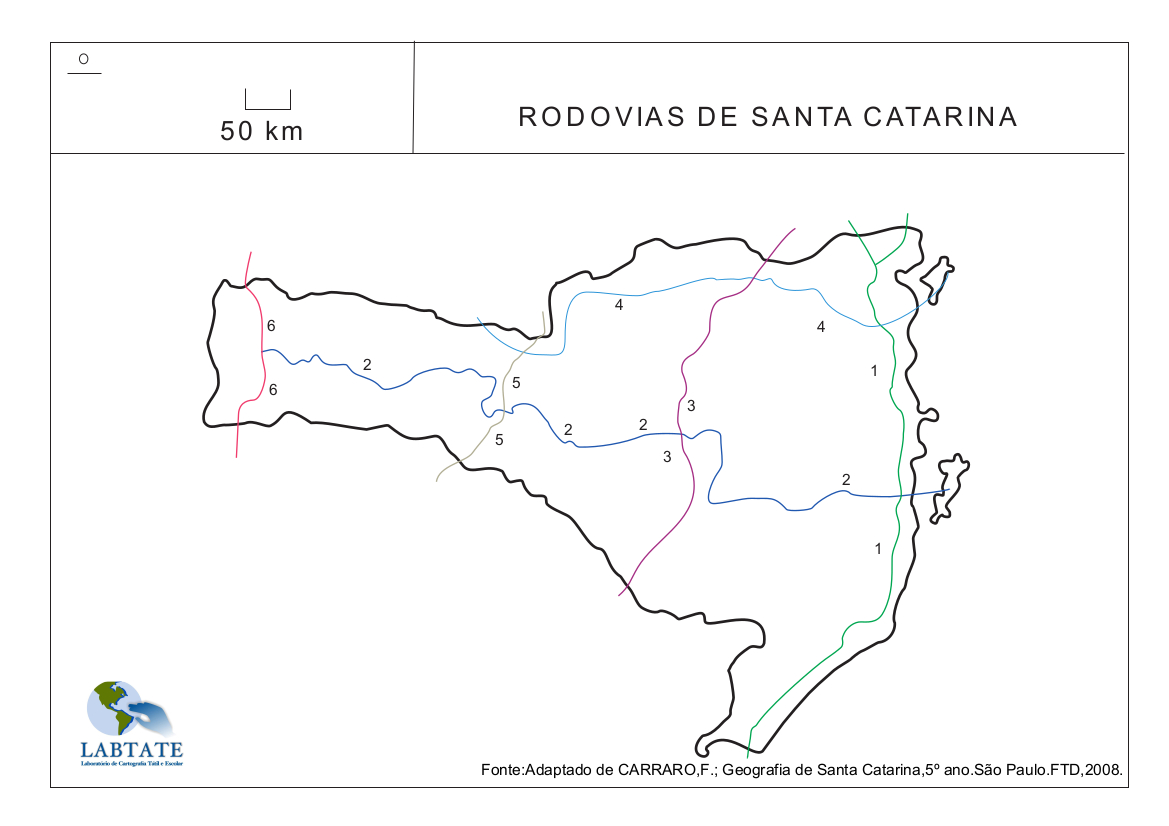 50 km
RODOVIAS DE SANTA CATARINA
6
2
6
5
5
2
2
4
4
3
3
1
2
1
LABTATE
Laboratório de Cartografia Tátil e Escolar
Fonte:Adaptado de CARRARO,F.; Geografia de Santa Catarina,5º ano.São Paulo.FTD,2008.